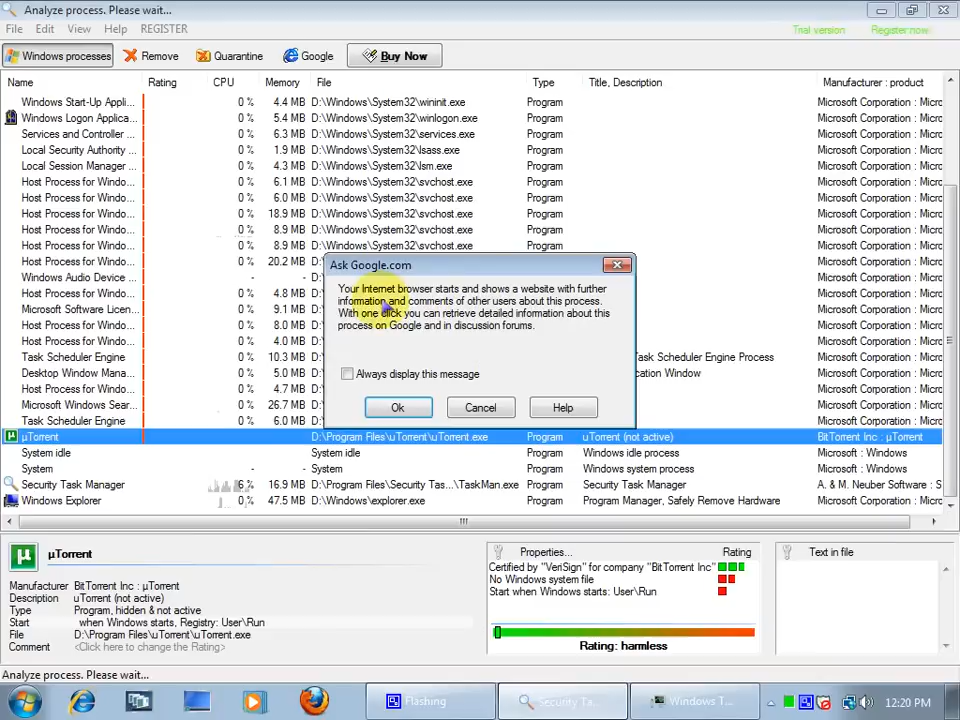 Analyze process. Please wait...
File Edit View Help REGISTER Trial version Register now
Windows processes Remove Quarantine Google Buy Now
Name Rating CPU Memory File Type Title, Description Manufacturer : product
Windows Start-Up Appli... 0 % 4.4 MB D:\Windows\System32\wininit.exe Program Microsoft Corporation : Micro
Windows Logon Applica... 0 % 5.4 MB D:\Windows\System32\winlogon.exe Program Microsoft Corporation : Micro
Services and Controller ... 0 % 6.3 MB D:\Windows\System32\services.exe Program Microsoft Corporation : Micro
Local Security Authority ... 0 % 1.9 MB D:\Windows\System32\lsass.exe Program Microsoft Corporation : Micro
Local Session Manager ... 0 % 4.3 MB D:\Windows\System32\lsm.exe Program Microsoft Corporation : Micro
Host Process for Windo... 0 % 6.1 MB D:\Windows\System32\svchost.exe Program Microsoft Corporation : Micro
Host Process for Windo... 0 % 6.0 MB D:\Windows\System32\svchost.exe Program Microsoft Corporation : Micro
Host Process for Windo... 0 % 18.9 MB D:\Windows\System32\svchost.exe Program Microsoft Corporation : Micro
Host Process for Windo... 0 % 8.9 MB D:\Windows\System32\svchost.exe Program Microsoft Corporation : Micro
Host Process for Windo... 0 % 8.9 MB D:\Windows\System32\svchost.exe Program Microsoft Corporation : Micro
Host Process for Windo... 0 % 20.2 MB Microsoft Corporation : Micro
Windows Audio Device ... - - Microsoft Corporation : Micro
Host Process for Windo... 0 % 4.8 MB Microsoft Corporation : Micro
Microsoft Software Licen... 0 % 9.1 MB Microsoft Corporation : Micro
Host Process for Windo... 0 % 8.0 MB Microsoft Corporation : Micro
Host Process for Windo... 0 % 4.0 MB Microsoft Corporation : Micro
Task Scheduler Engine 0 % 10.3 MB Task Scheduler Engine Process Microsoft Corporation : Micro
Desktop Window Mana... 0 % 5.0 MB Window Microsoft Corporation : Micro
Host Process for Windo... 0 % 4.7 MB Microsoft Corporation : Micro
Microsoft Windows Sear... 0 % 26.7 MB Microsoft Corporation : Micro
Task Scheduler Engine 0 % 5.8 MB Microsoft Corporation : Micro
µTorrent D:\Program Files\uTorrent\uTorrent.exe Program uTorrent (not active) BitTorrent Inc : µTorrent
System idle System idle Program Windows idle process Microsoft : Windows
System - - System Program Windows system process Microsoft : Windows
Security Task Manager 6 % 16.9 MB D:\Program Files\Security Tas...\TaskMan.exe Program Security Task Manager A. & M. Neuber Software : S
Windows Explorer 0 % 47.5 MB D:\Windows\explorer.exe Program Program Manager, Safely Remove Hardware Microsoft Corporation : Micro
Ask Google.com
Your Internet browser starts and shows a website with further
information and comments of other users about this process.
With one click you can retrieve detailed information about this
process on Google and in discussion forums.
Always display this message
Ok Cancel Help
µTorrent
Manufacturer BitTorrent Inc : µTorrent
Description uTorrent (not active)
Type Program, hidden & not active
Start when Windows starts, Registry: User\Run
File D:\Program Files\uTorrent\uTorrent.exe
Comment <Click here to change the Rating>
Properties... Rating
Certified by "VeriSign" for company "BitTorrent Inc"
No Windows system file
Start when Windows starts: User\Run
Rating: harmless
Text in file
Analyze process. Please wait...
Flashing Security Ta... Windows T... 12:20 PM